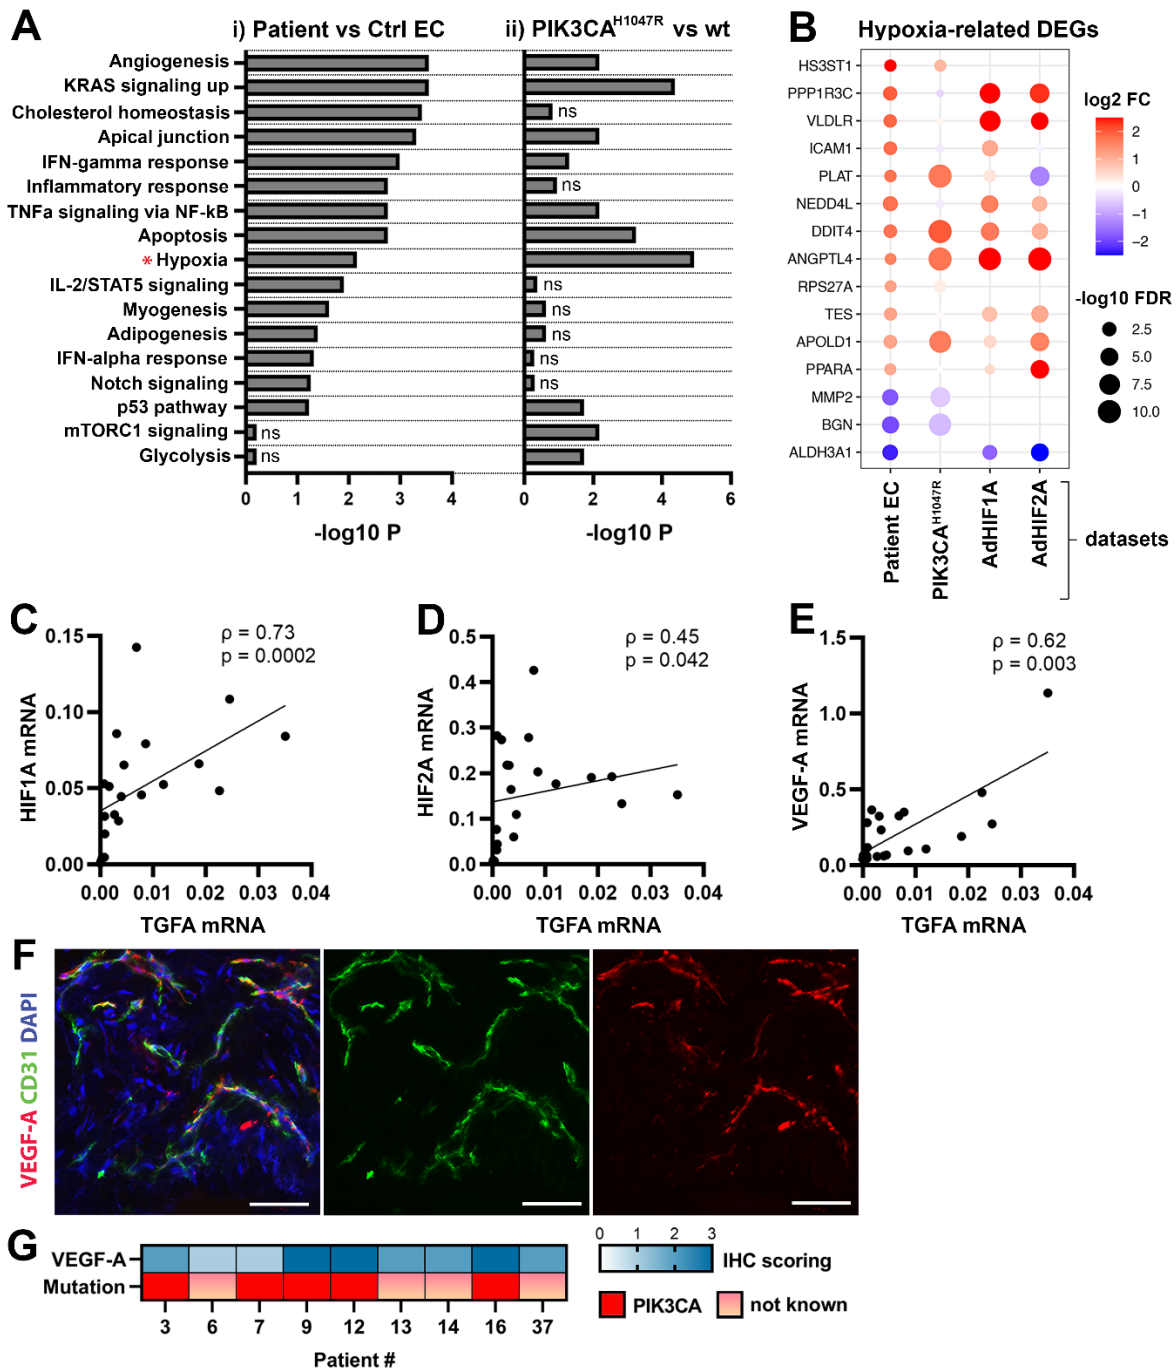 A
i) Patient vs Ctrl EC
ii) PIK3CA^H1047R vs wt
Angiogenesis
KRAS signaling up
Cholesterol homeostasis
ns
Apical junction
IFN-gamma response
Inflammatory response
ns
TNFa signaling via NF-kB
Apoptosis
* Hypoxia
IL-2/STAT5 signaling
ns
Myogenesis
ns
Adipogenesis
ns
IFN-alpha response
ns
Notch signaling
ns
p53 pathway
mTORC1 signaling
ns
Glycolysis
ns
0 1 2 3 4
0 2 4 6
-log10 P
-log10 P
B
Hypoxia-related DEGs
HS3ST1
PPP1R3C
VLDLR
ICAM1
PLAT
NEDD4L
DDIT4
ANGPTL4
RPS27A
TES
APOLD1
PPARA
MMP2
BGN
ALDH3A1
Patient EC
PIK3CA^H1047R
AdHIF1A
AdHIF2A
datasets
log2 FC
2
1
0
−1
−2
-log10 FDR
2.5
5.0
7.5
10.0
C
ρ = 0.73
p = 0.0002
HIF1A mRNA
0.15
0.10
0.05
0.00
0.00 0.01 0.02 0.03 0.04
TGFA mRNA
D
ρ = 0.45
p = 0.042
HIF2A mRNA
0.5
0.4
0.3
0.2
0.1
0.0
0.00 0.01 0.02 0.03 0.04
TGFA mRNA
E
ρ = 0.62
p = 0.003
VEGF-A mRNA
1.5
1.0
0.5
0.0
0.00 0.01 0.02 0.03 0.04
TGFA mRNA
F
VEGF-A CD31 DAPI
G
VEGF-A
Mutation
3 6 7 9 12 13 14 16 37
Patient #
0 1 2 3
IHC scoring
PIK3CA
not known